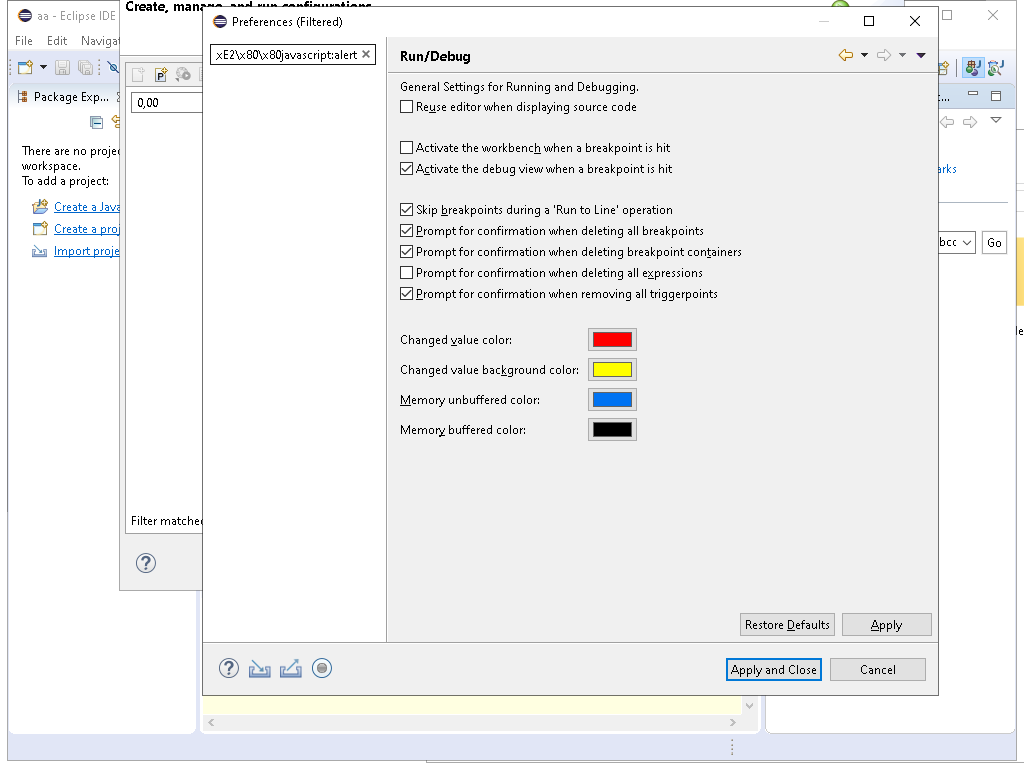 aa - Eclipse IDE
Create, manage, and run configurations
File Edit Navigat
Package Exp...
0,00
There are no projec
workspace.
To add a project:
Create a Java
Create a proj
Import proje
Filter matched
Preferences (Filtered)
xE2\x80\x80javascript:alert
Run/Debug
General Settings for Running and Debugging.
Reuse editor when displaying source code
Activate the workbench when a breakpoint is hit
Activate the debug view when a breakpoint is hit
Skip breakpoints during a 'Run to Line' operation
Prompt for confirmation when deleting all breakpoints
Prompt for confirmation when deleting breakpoint containers
Prompt for confirmation when deleting all expressions
Prompt for confirmation when removing all triggerpoints
Changed value color:
Changed value background color:
Memory unbuffered color:
Memory buffered color:
Restore Defaults
Apply
Apply and Close
Cancel
t...
arks
bcc
Go